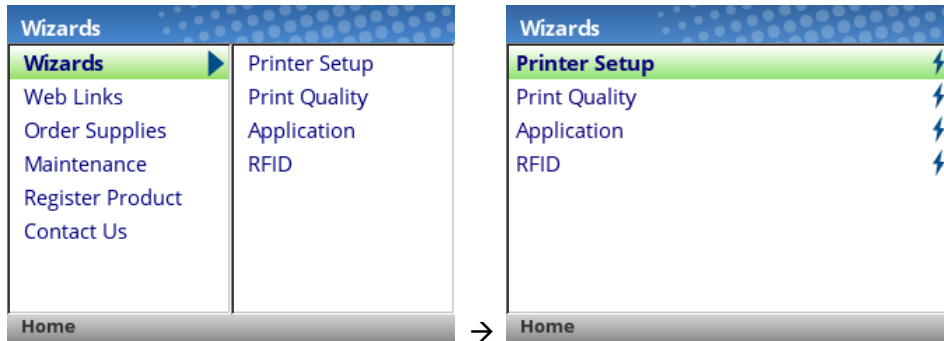 Wizards
Wizards
Web Links
Order Supplies
Maintenance
Register Product
Contact Us
Printer Setup
Print Quality
Application
RFID
Home
→
Wizards
Printer Setup
Print Quality
Application
RFID
Home